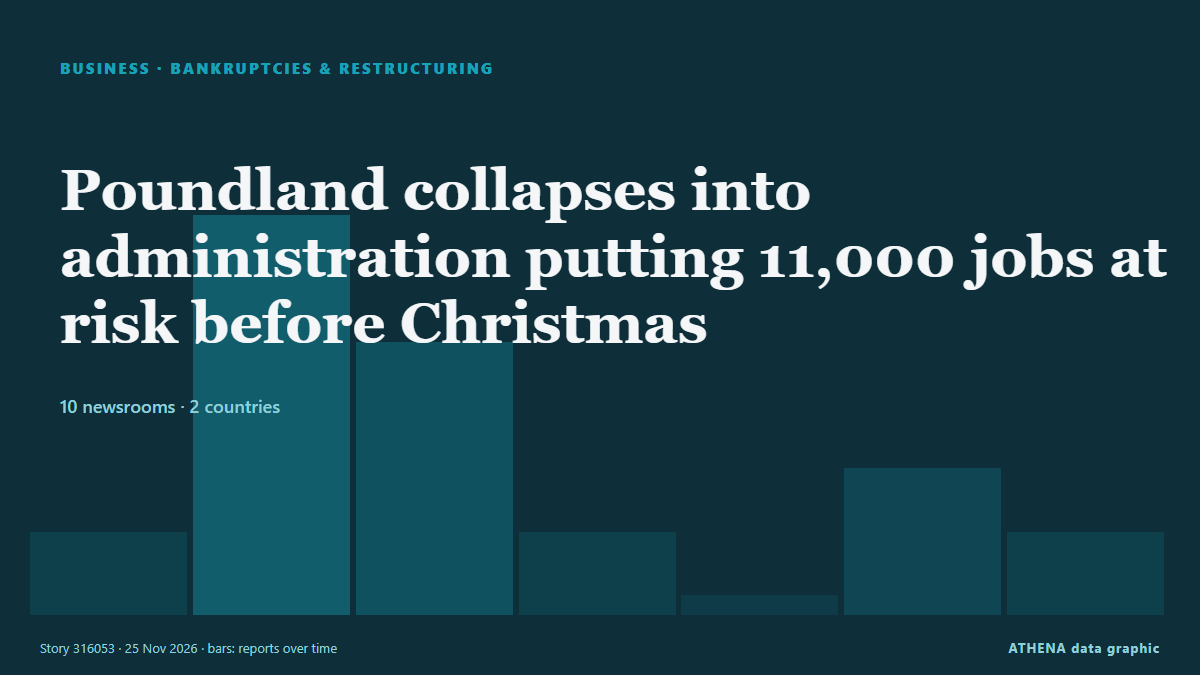 BUSINESS · BANKRUPTCIES & RESTRUCTURING
Poundland collapses into
administration putting 11,000 jobs at
risk before Christmas
10 newsrooms · 2 countries
Story 316053 · 25 Nov 2026 · bars: reports over time
ATHENA data graphic